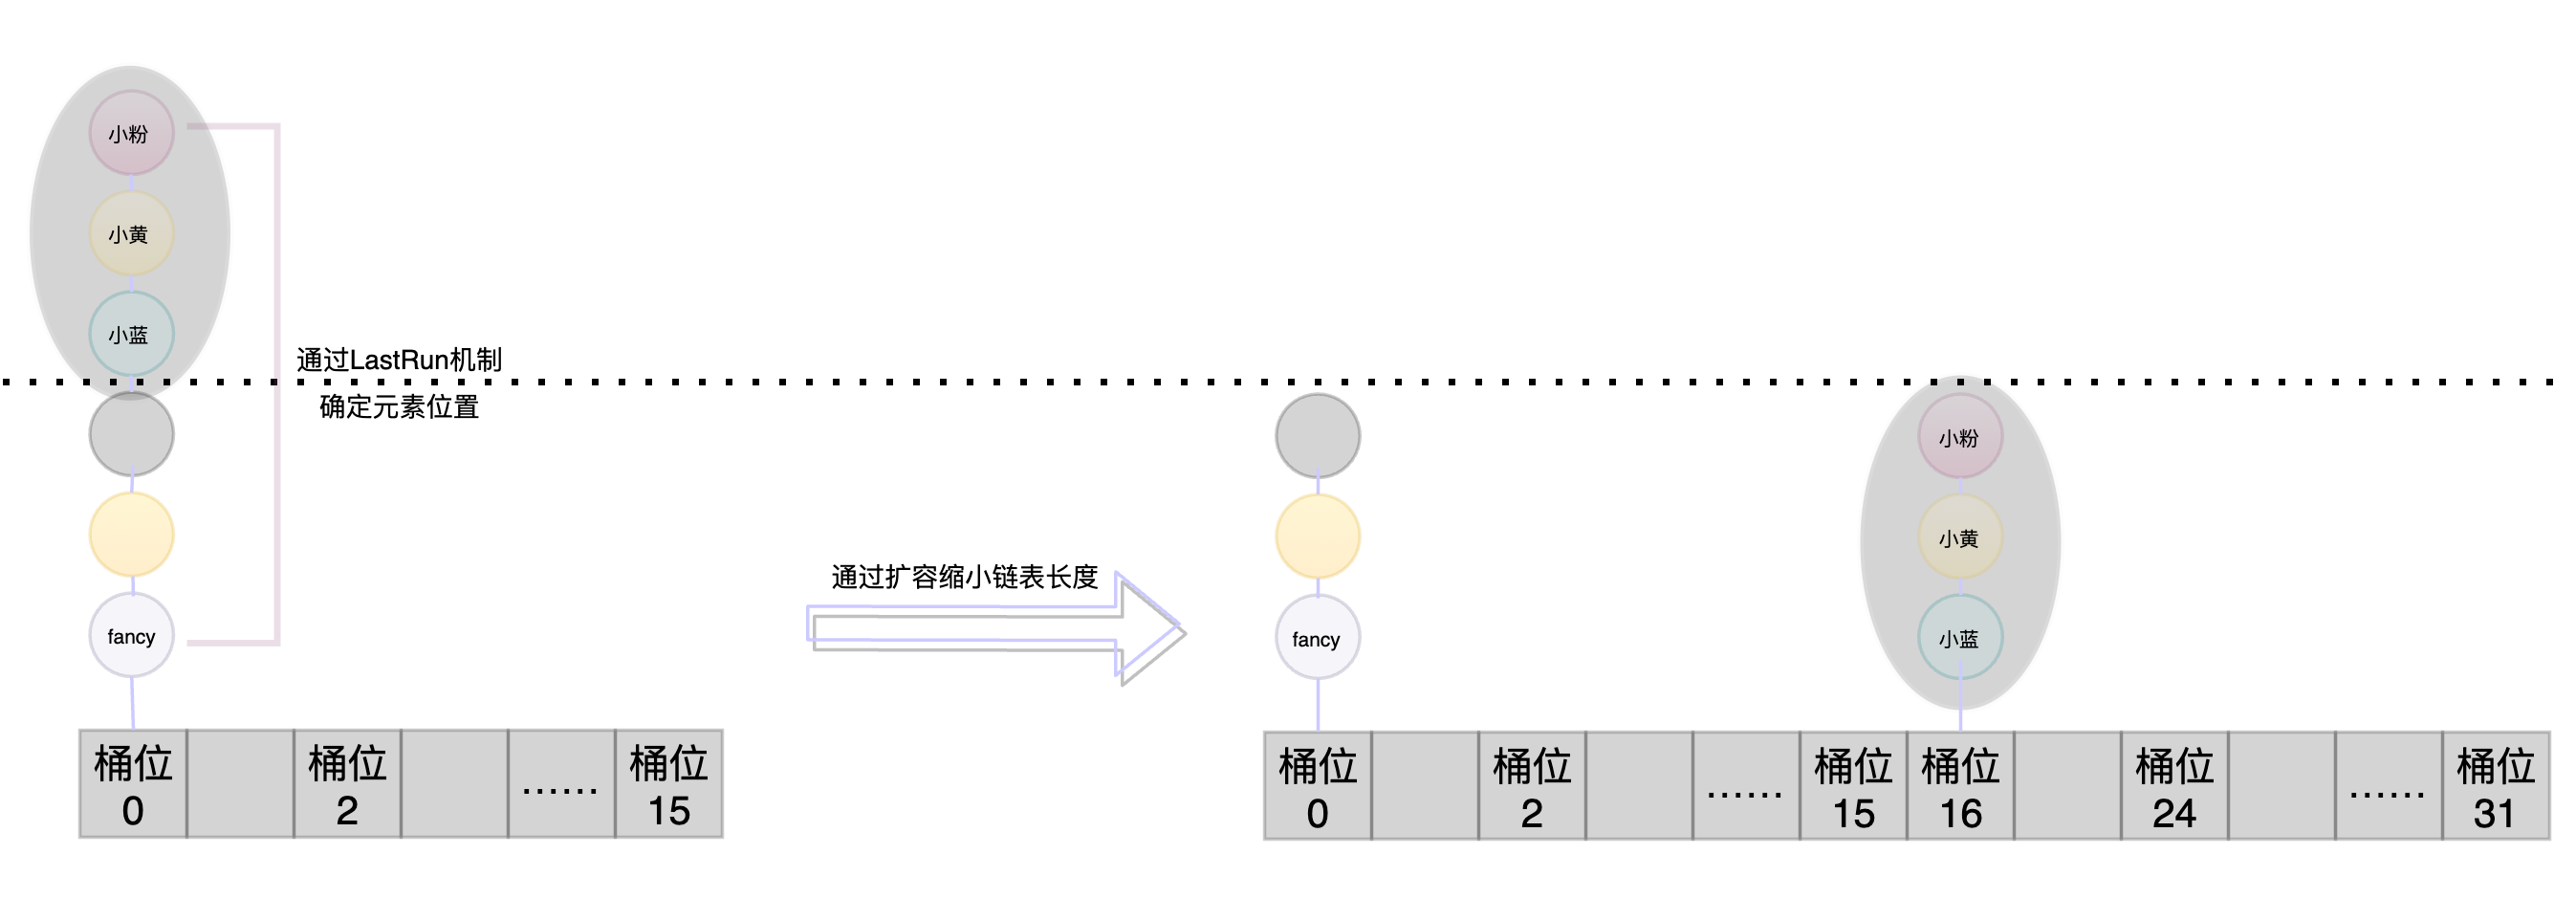 小粉
小黄
小蓝
通过LastRun机制
确定元素位置
fancy
桶位
0
桶位
2
······
桶位
15
通过扩容缩小链表长度
fancy
小粉
小黄
小蓝
桶位
0
桶位
2
······
桶位
15
桶位
16
桶位
24
······
桶位
31